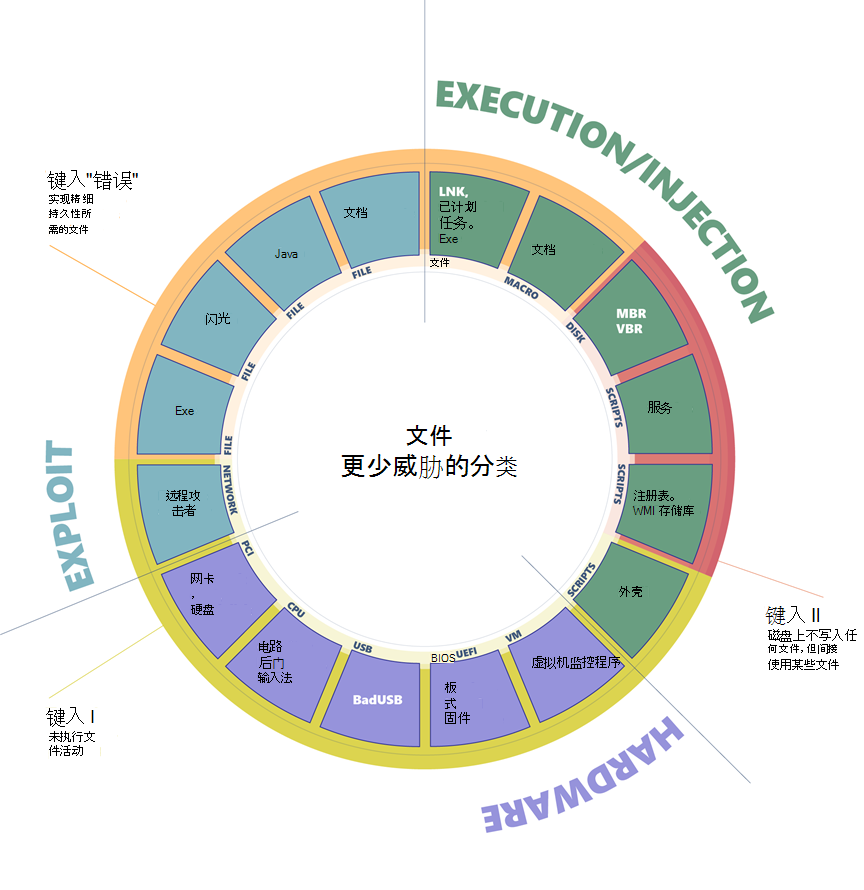 EXECUTION/INJECTION
键入"错误"
实现精细
持久性所
需的文件
文档
FILE
Java
FILE
闪光
FILE
Exe
FILE
LNK,
已计划
任务。
Exe
文件
文档
MACRO
MBR
VBR
DISK
服务
SCRIPTS
注册表。
WMI 存储库
SCRIPTS
外壳
SCRIPTS
文件
更少威胁的分类
EXPLOIT
远程攻
击者
NETWORK
网卡
,
硬盘
PCI
电路
后门
输入法
CPU
BadUSB
USB
板
式
固件
BIOS
UEFI
虚拟机监控程序
VM
键入 II
磁盘上不写入任
何文件,但间接
使用某些文件
键入 I
未执行文
件活动
HARDWARE